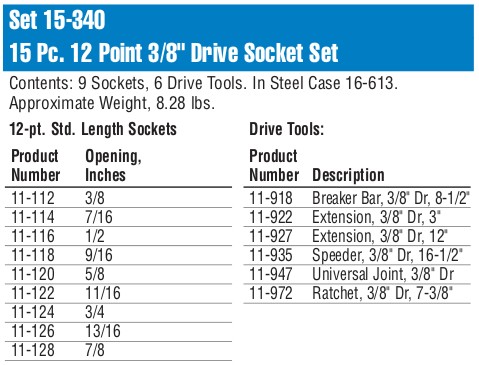 Set 15-340
15 Pc. 12 Point 3/8" Drive Socket Set
Contents: 9 Sockets, 6 Drive Tools. In Steel Case 16-613.
Approximate Weight, 8.28 lbs.
12-pt. Std. Length Sockets
Product Number Opening, Inches
11-112 3/8
11-114 7/16
11-116 1/2
11-118 9/16
11-120 5/8
11-122 11/16
11-124 3/4
11-126 13/16
11-128 7/8
Drive Tools:
Product Number Description
11-918 Breaker Bar, 3/8" Dr, 8-1/2"
11-922 Extension, 3/8" Dr, 3"
11-927 Extension, 3/8" Dr, 12"
11-935 Speeder, 3/8" Dr, 16-1/2"
11-947 Universal Joint, 3/8" Dr
11-972 Ratchet, 3/8" Dr, 7-3/8"